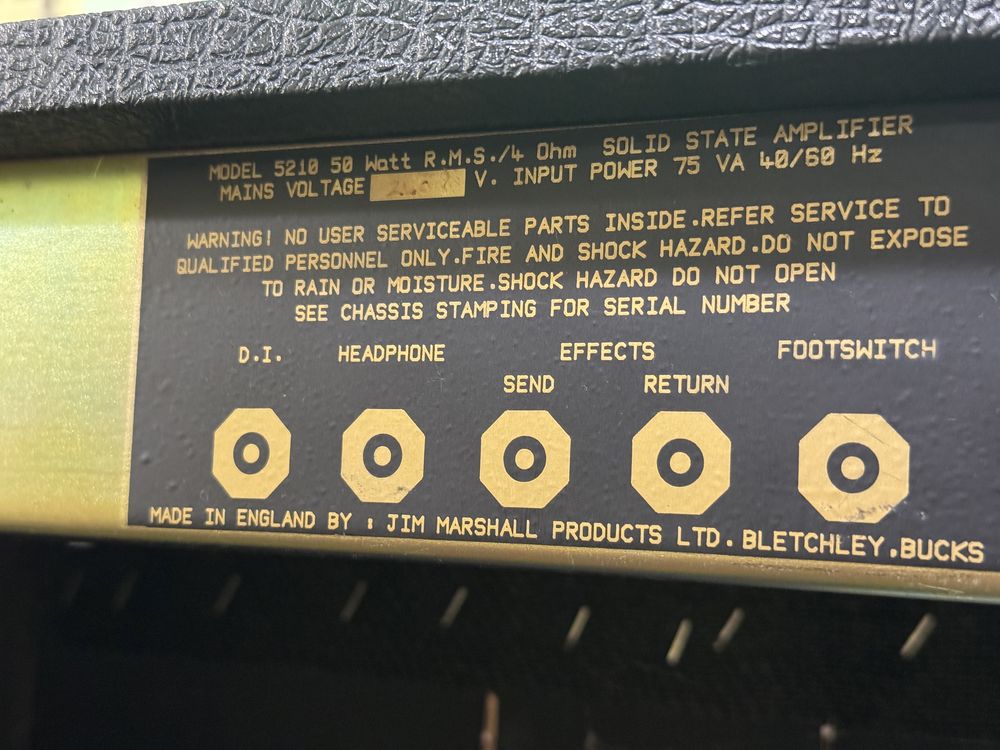 MODEL 5210 50 Watt R.M.S./4 Ohm SOLID STATE AMPLIFIER
MAINS VOLTAGE V. INPUT POWER 75 VA 40/60 Hz
WARNING! NO USER SERVICEABLE PARTS INSIDE.REFER SERVICE TO
QUALIFIED PERSONNEL ONLY.FIRE AND SHOCK HAZARD.DO NOT EXPOSE
TO RAIN OR MOISTURE.SHOCK HAZARD DO NOT OPEN
SEE CHASSIS STAMPING FOR SERIAL NUMBER
D.I. HEADPHONE EFFECTS FOOTSWITCH
SEND RETURN
MADE IN ENGLAND BY : JIM MARSHALL PRODUCTS LTD. BLETCHLEY.BUCKS